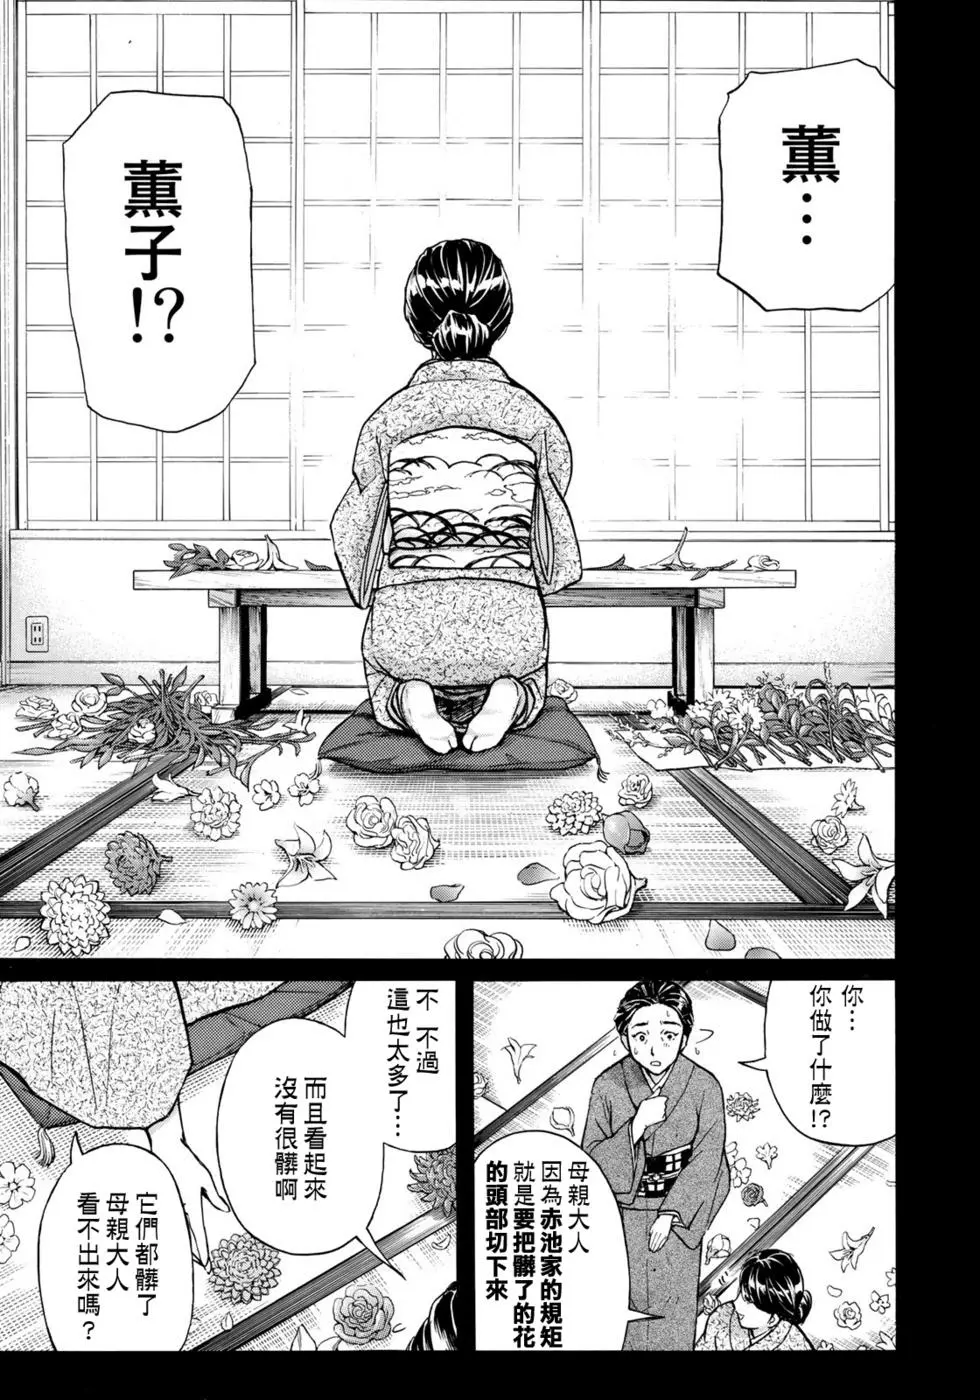 薰…
薰子!?
你…
你做了什麼!?
母親大人
因為赤池家的規矩
就是要把髒了的花
的頭部切下來
不 不過
這也太多了…
而且看起來
沒有很髒啊
它們都髒了
母親大人
看不出來嗎？